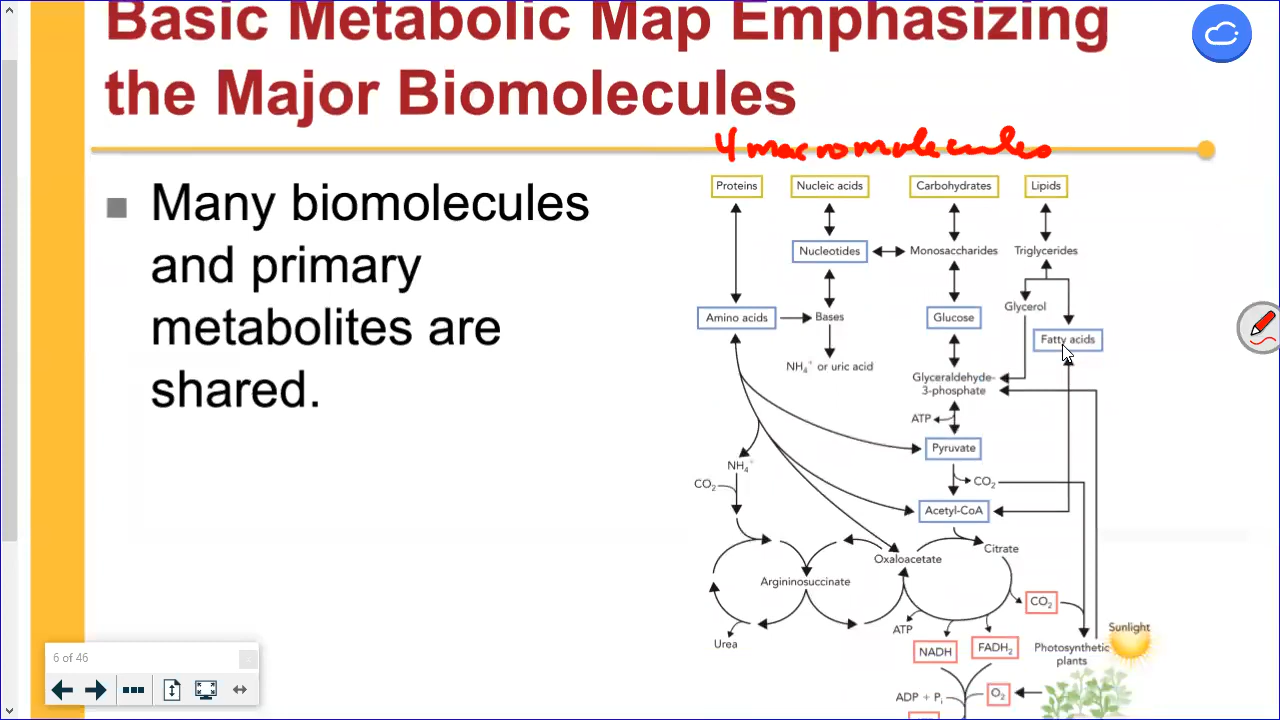 Basic Metabolic Map Emphasizing
the Major Biomolecules
4 macromolecules
Many biomolecules
and primary
metabolites are
shared.
Proteins
Nucleic acids
Carbohydrates
Lipids
Nucleotides
Monosaccharides
Triglycerides
Glycerol
Amino acids
Bases
Glucose
Fatty acids
NH₄⁺ or uric acid
Glyceraldehyde-
3-phosphate
ATP
Pyruvate
NH₄⁺
CO₂
CO₂
Acetyl-CoA
Oxaloacetate
Citrate
Argininosuccinate
CO₂
ATP
Sunlight
Urea
NADH
FADH₂
Photosynthetic
plants
ADP + Pᵢ
O₂
6 of 46